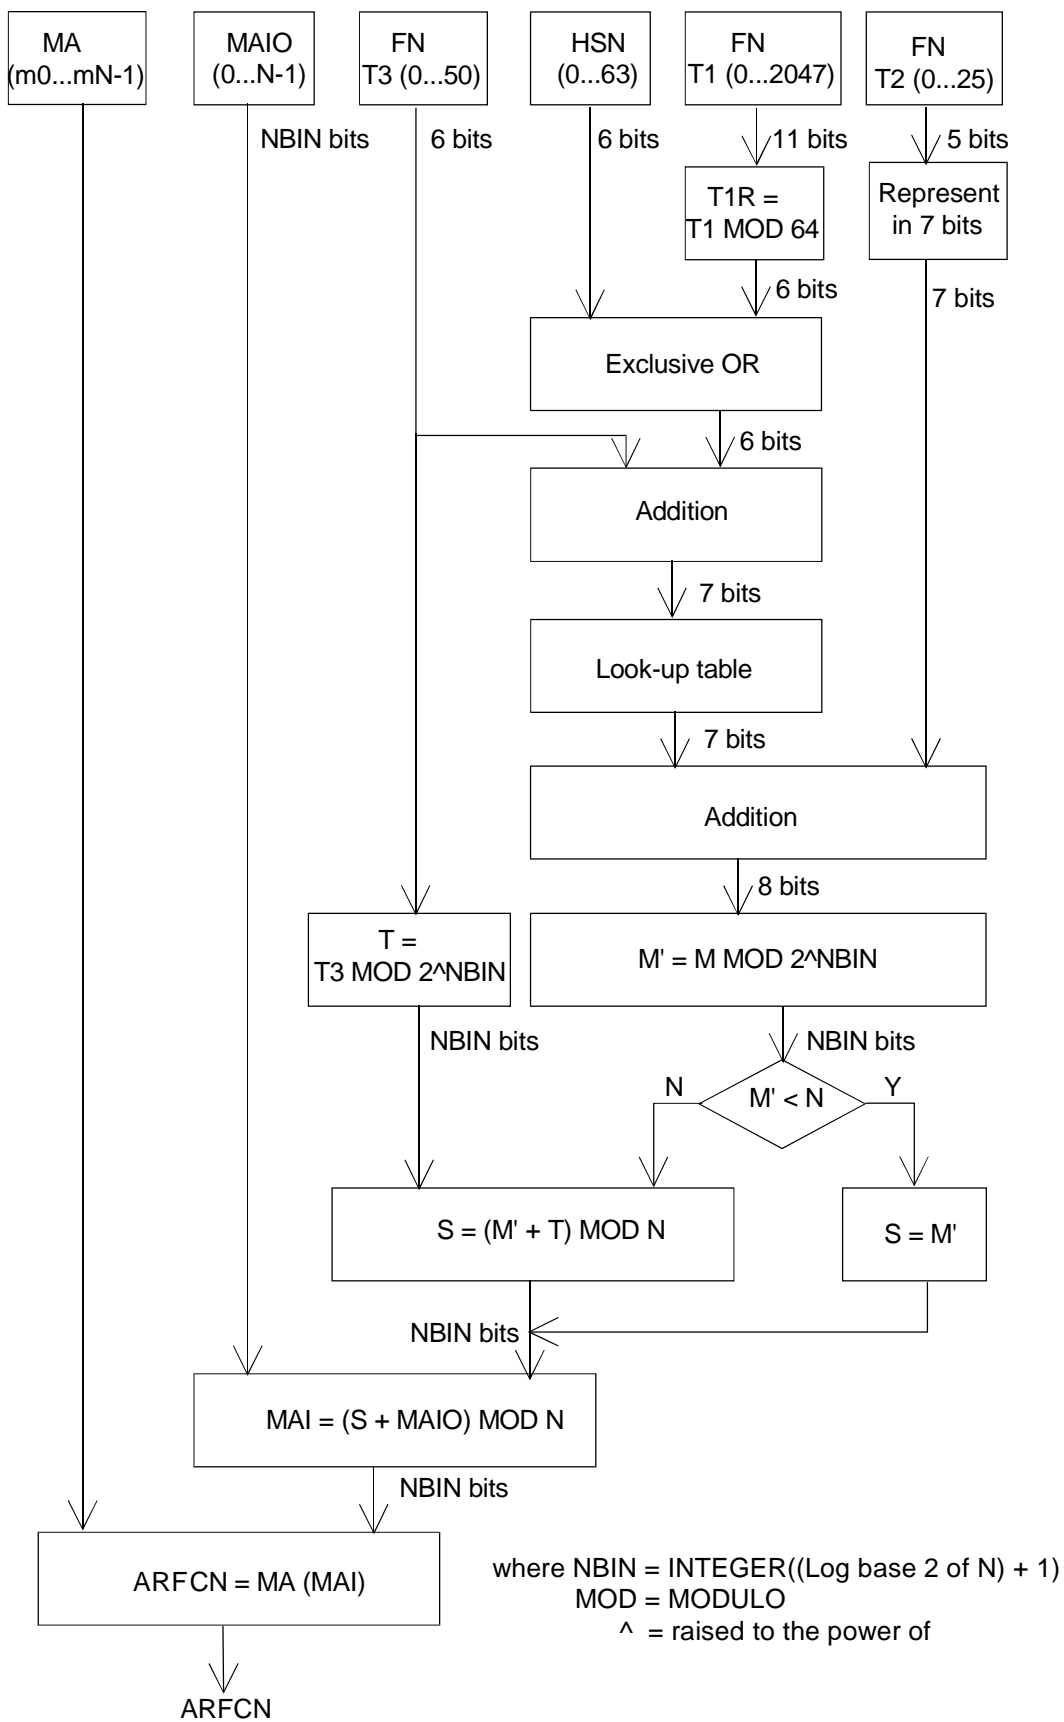 MA
(m0...mN-1)
MAIO
(0...N-1)
FN
T3 (0...50)
HSN
(0...63)
FN
T1 (0...2047)
FN
T2 (0...25)
NBIN bits
6 bits
6 bits
11 bits
5 bits
T1R =
T1 MOD 64
Represent
in 7 bits
6 bits
7 bits
Exclusive OR
6 bits
Addition
7 bits
Look-up table
7 bits
Addition
8 bits
T =
T3 MOD 2^NBIN
M' = M MOD 2^NBIN
NBIN bits
NBIN bits
N
M' < N
Y
S = (M' + T) MOD N
S = M'
NBIN bits
MAI = (S + MAIO) MOD N
NBIN bits
ARFCN = MA (MAI)
where NBIN = INTEGER((Log base 2 of N) + 1)
MOD = MODULO
^ = raised to the power of
ARFCN